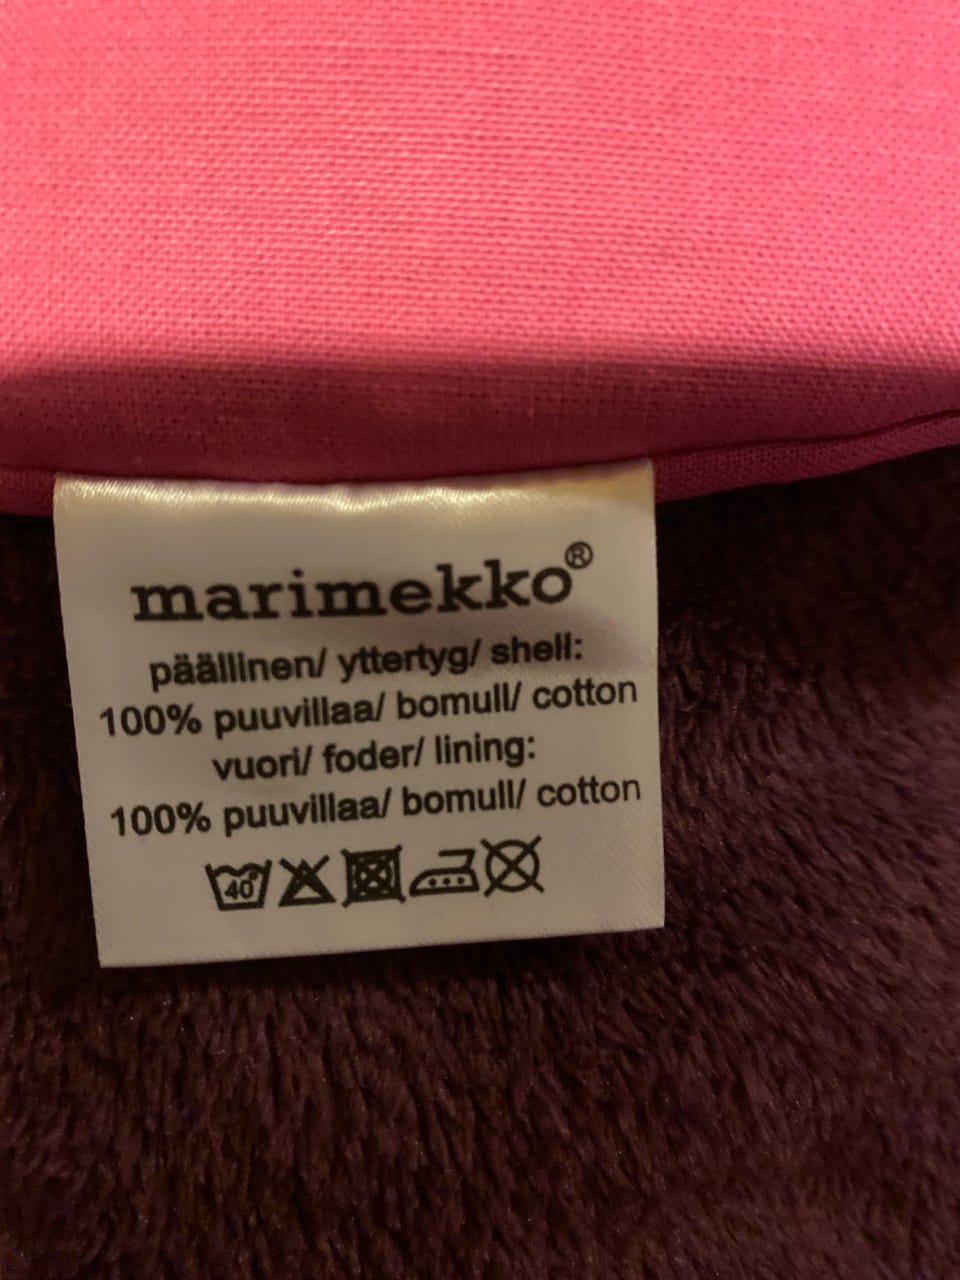 marimekko®
päällinen/ yttertyg/ shell:
100% puuvillaa/ bomull/ cotton
vuori/ foder/ lining:
100% puuvillaa/ bomull/ cotton
40°